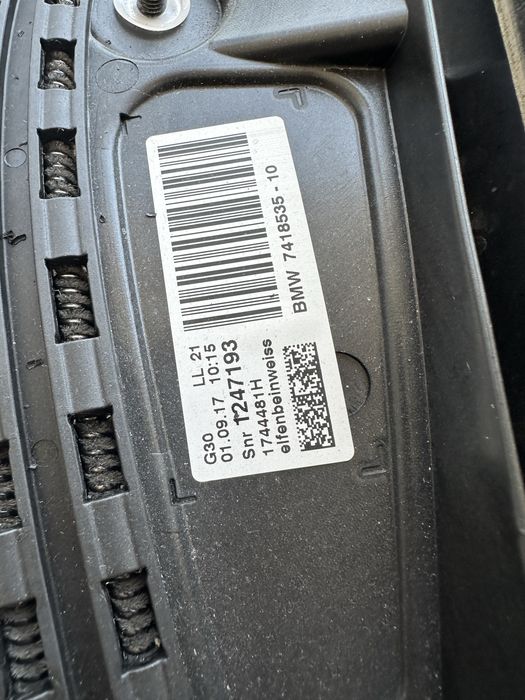 BMW 7418535 - 10
G30 LL. 21
01.09.17 10:15
Snr 1247193
1744481H
elfenbeinweiss